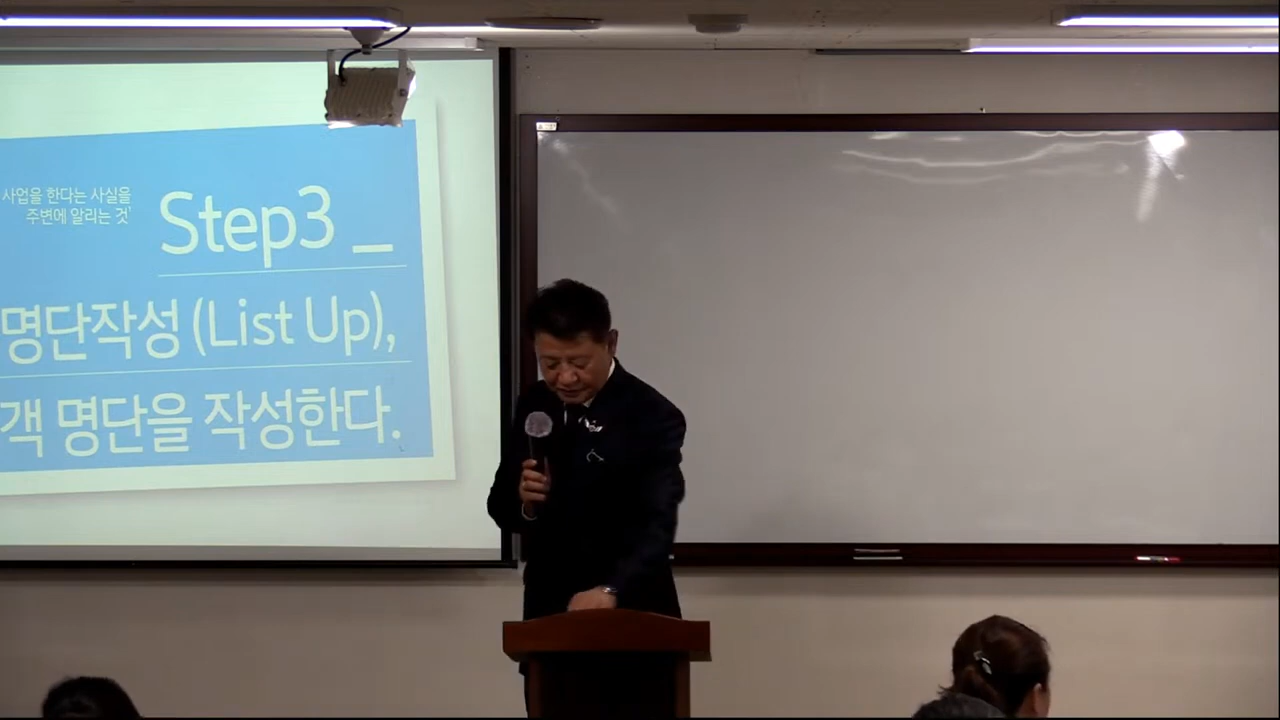 사업을 한다는 사실을
주변에 알리는 것'
Step3 _
명단작성 (List Up),
객 명단을 작성한다.